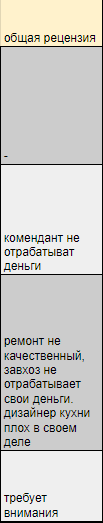 общая рецензия
-
комендант не
отрабатыват
деньги
ремонт не
качественный,
завхоз не
отрабатывает
свои деньги.
дизайнер кухни
плох в своем
деле
требует
внимания